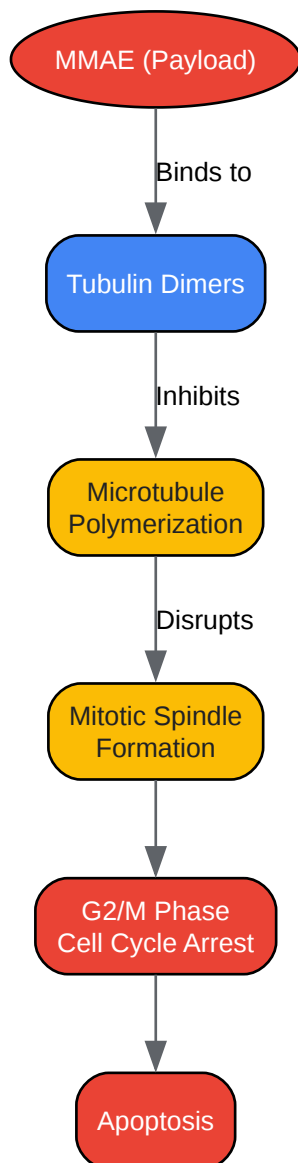 MMAE (Payload)
Binds to
Tubulin Dimers
Inhibits
Microtubule
Polymerization
Disrupts
Mitotic Spindle
Formation
G2/M Phase
Cell Cycle Arrest
Apoptosis